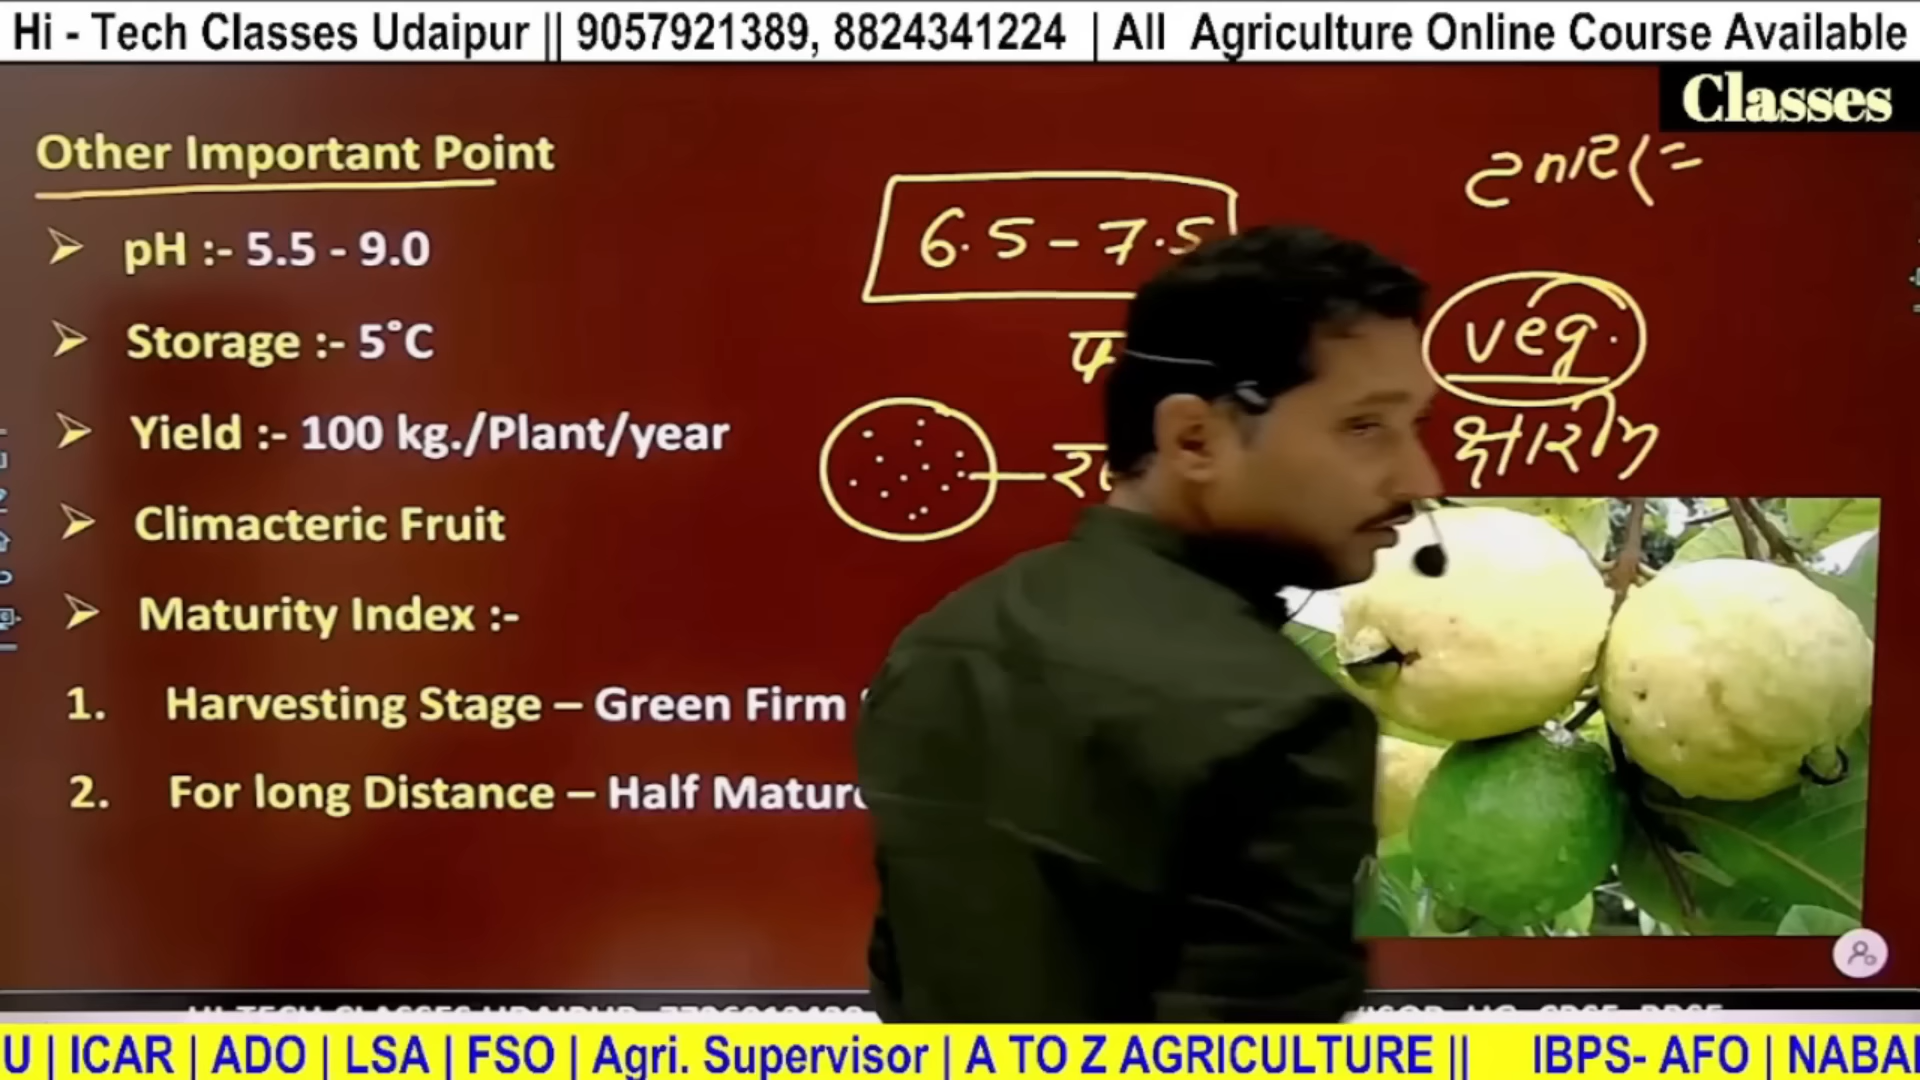 Hi - Tech Classes Udaipur || 9057921389, 8824341224 | All Agriculture Online Course Available
Classes
Other Important Point
➢ pH :- 5.5 - 9.0
➢ Storage :- 5°C
➢ Yield :- 100 kg./Plant/year
➢ Climacteric Fruit
➢ Maturity Index :-
1. Harvesting Stage – Green Firm
2. For long Distance – Half Mature
6.5 - 7.5
टमाटर =
veg.
क्षारीय
U | ICAR | ADO | LSA | FSO | Agri. Supervisor | A TO Z AGRICULTURE || IBPS- AFO | NABA